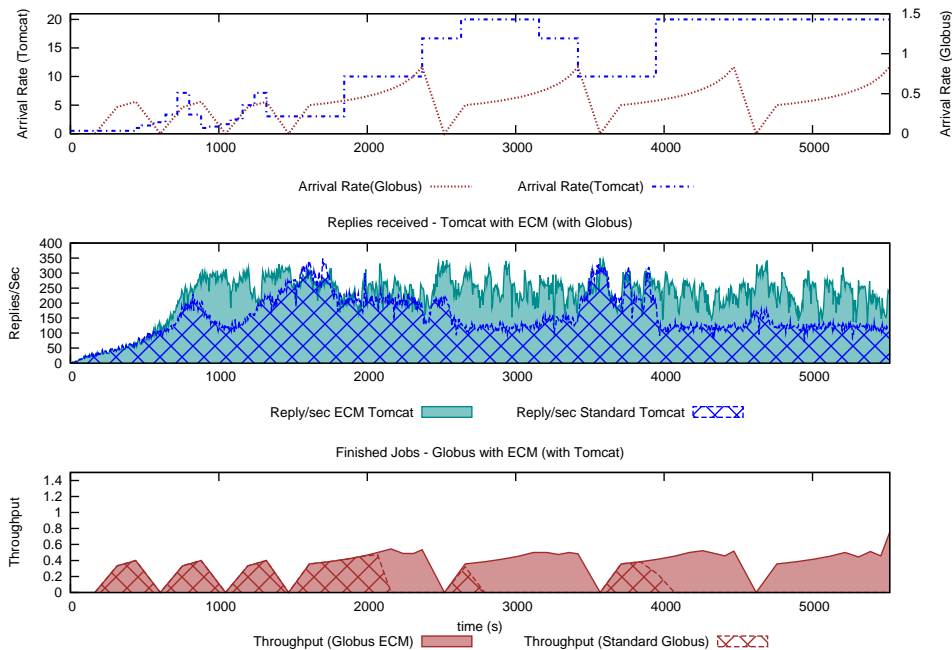 20
15
10
5
0
1.5
1
0.5
0
Arrival Rate (Tomcat)
Arrival Rate (Globus)
0 1000 2000 3000 4000 5000
Arrival Rate(Globus) Arrival Rate(Tomcat)
Replies received - Tomcat with ECM (with Globus)
400
350
300
250
200
150
100
50
0
Replies/Sec
0 1000 2000 3000 4000 5000
Reply/sec ECM Tomcat Reply/sec Standard Tomcat
Finished Jobs - Globus with ECM (with Tomcat)
1.4
1.2
1
0.8
0.6
0.4
0.2
0
Throughput
0 1000 2000 3000 4000 5000
time (s)
Throughput (Globus ECM) Throughput (Standard Globus)